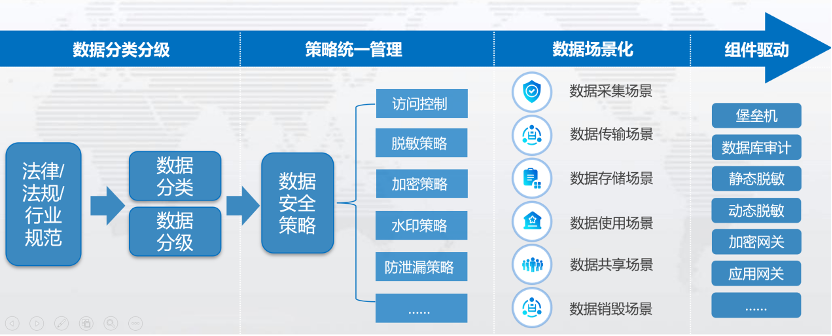 数据分类分级
策略统一管理
数据场景化
组件驱动
法律/
法规/
行业
规范
数据
分类
数据
分级
数据
安全
策略
访问控制
脱敏策略
加密策略
水印策略
防泄漏策略
......
数据采集场景
数据传输场景
数据存储场景
数据使用场景
数据共享场景
数据销毁场景
堡垒机
数据库审计
静态脱敏
动态脱敏
加密网关
应用网关
......